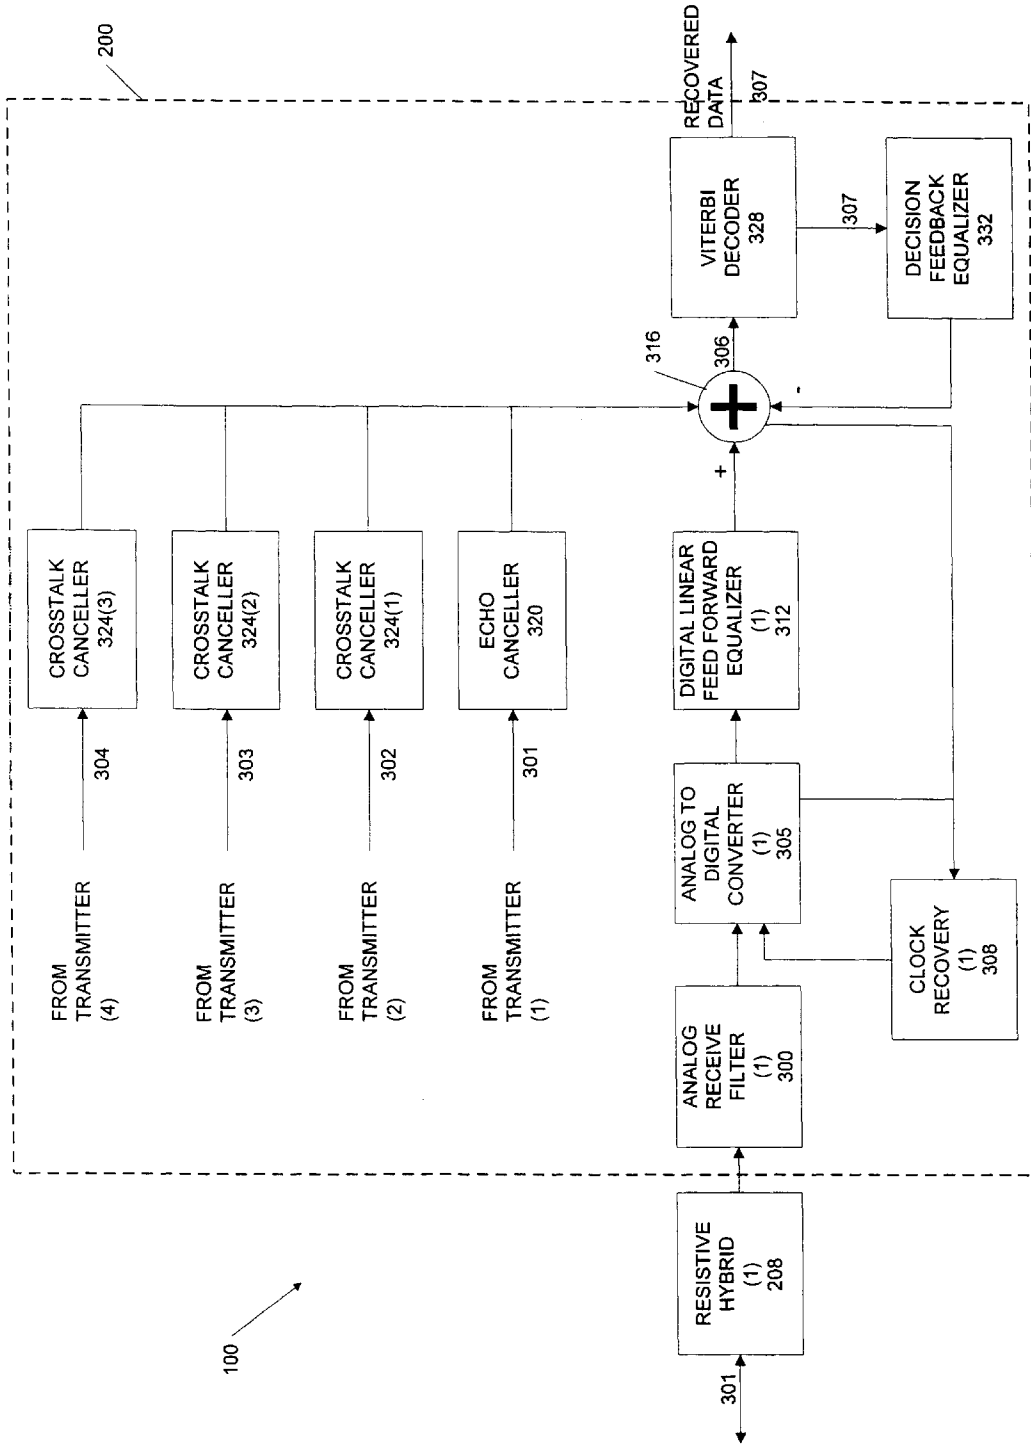 100
200
FROM
TRANSMITTER
(4)
304
CROSSTALK
CANCELLER
324(3)
FROM
TRANSMITTER
(3)
303
CROSSTALK
CANCELLER
324(2)
FROM
TRANSMITTER
(2)
302
CROSSTALK
CANCELLER
324(1)
FROM
TRANSMITTER
(1)
301
ECHO
CANCELLER
320
301
RESISTIVE
HYBRID
(1)
208
ANALOG
RECEIVE
FILTER
(1)
300
ANALOG TO
DIGITAL
CONVERTER
(1)
305
DIGITAL LINEAR
FEED FORWARD
EQUALIZER
(1)
312
+
+
-
316
306
VITERBI
DECODER
328
RECOVERED
DATA
307
307
DECISION
FEEDBACK
EQUALIZER
332
CLOCK
RECOVERY
(1)
308